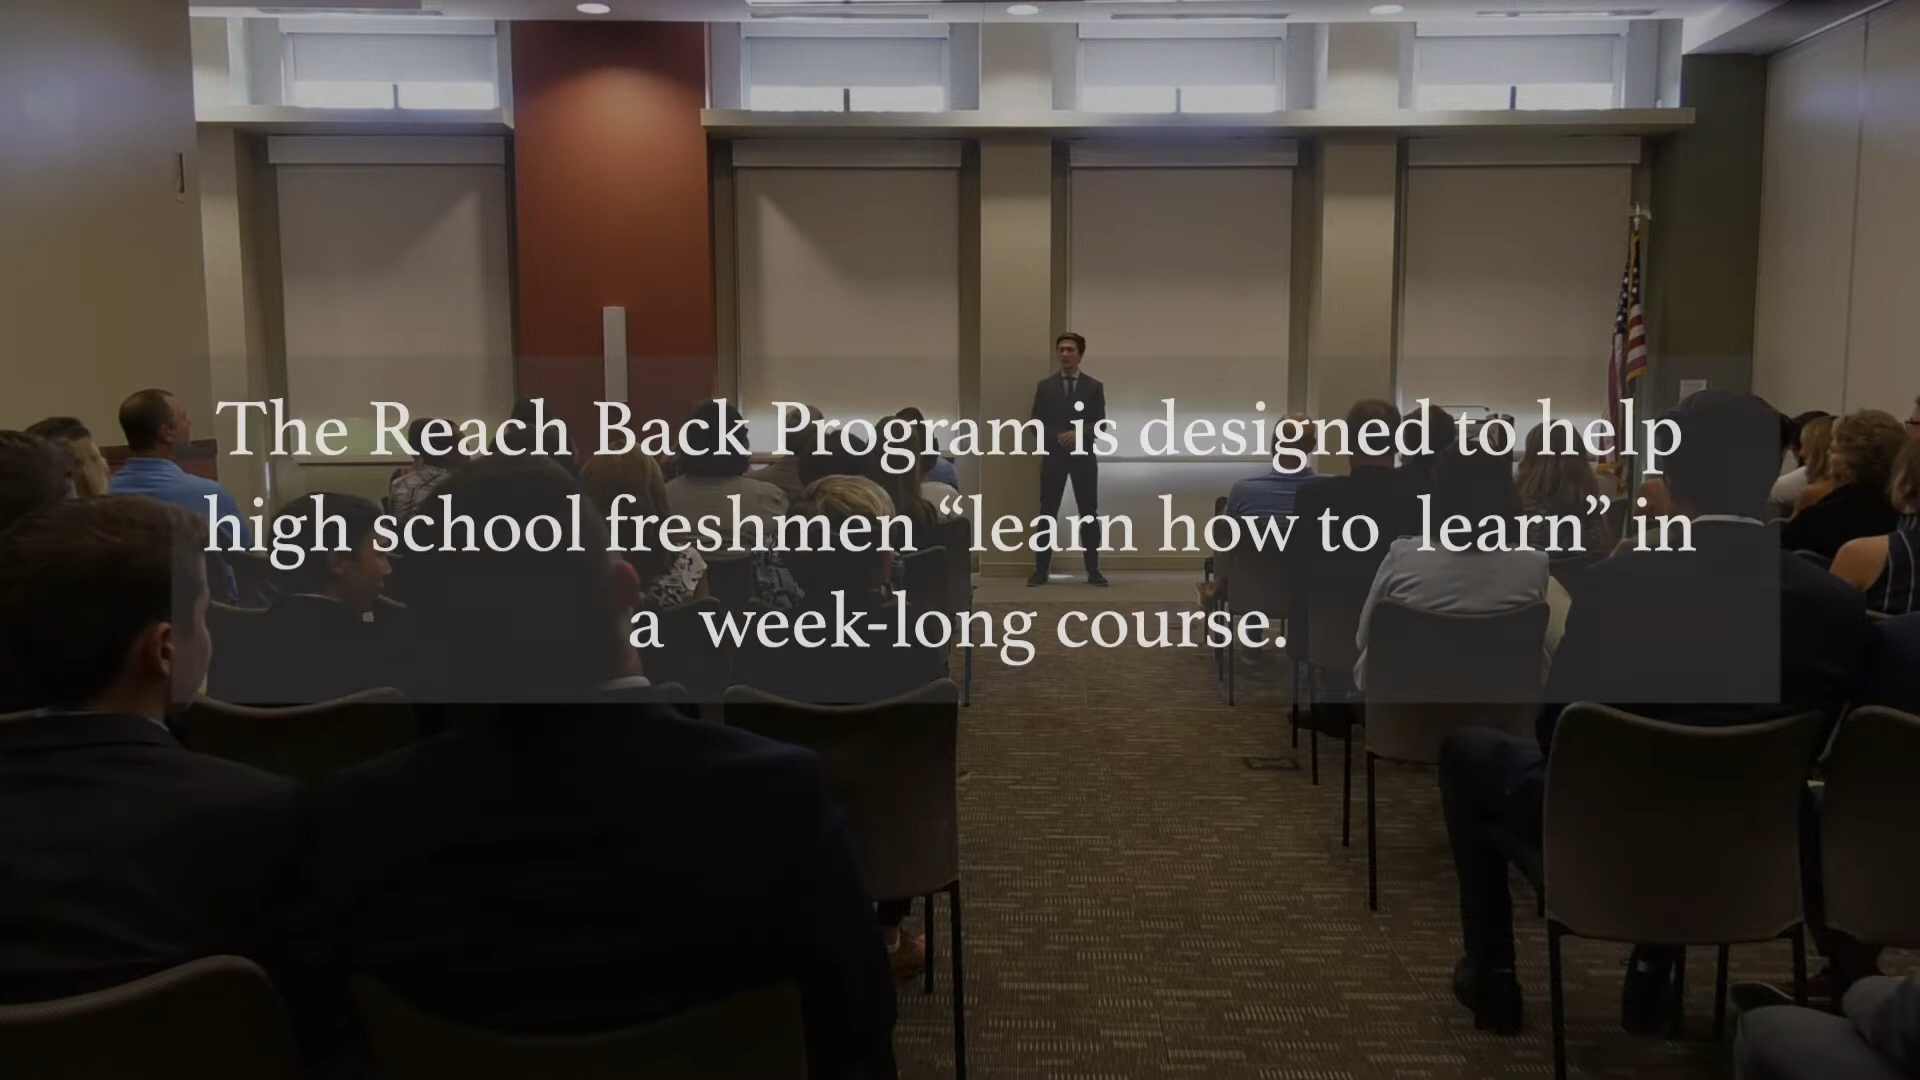 The Reach Back Program is designed to help
high school freshmen “learn how to  learn” in
a  week-long course.